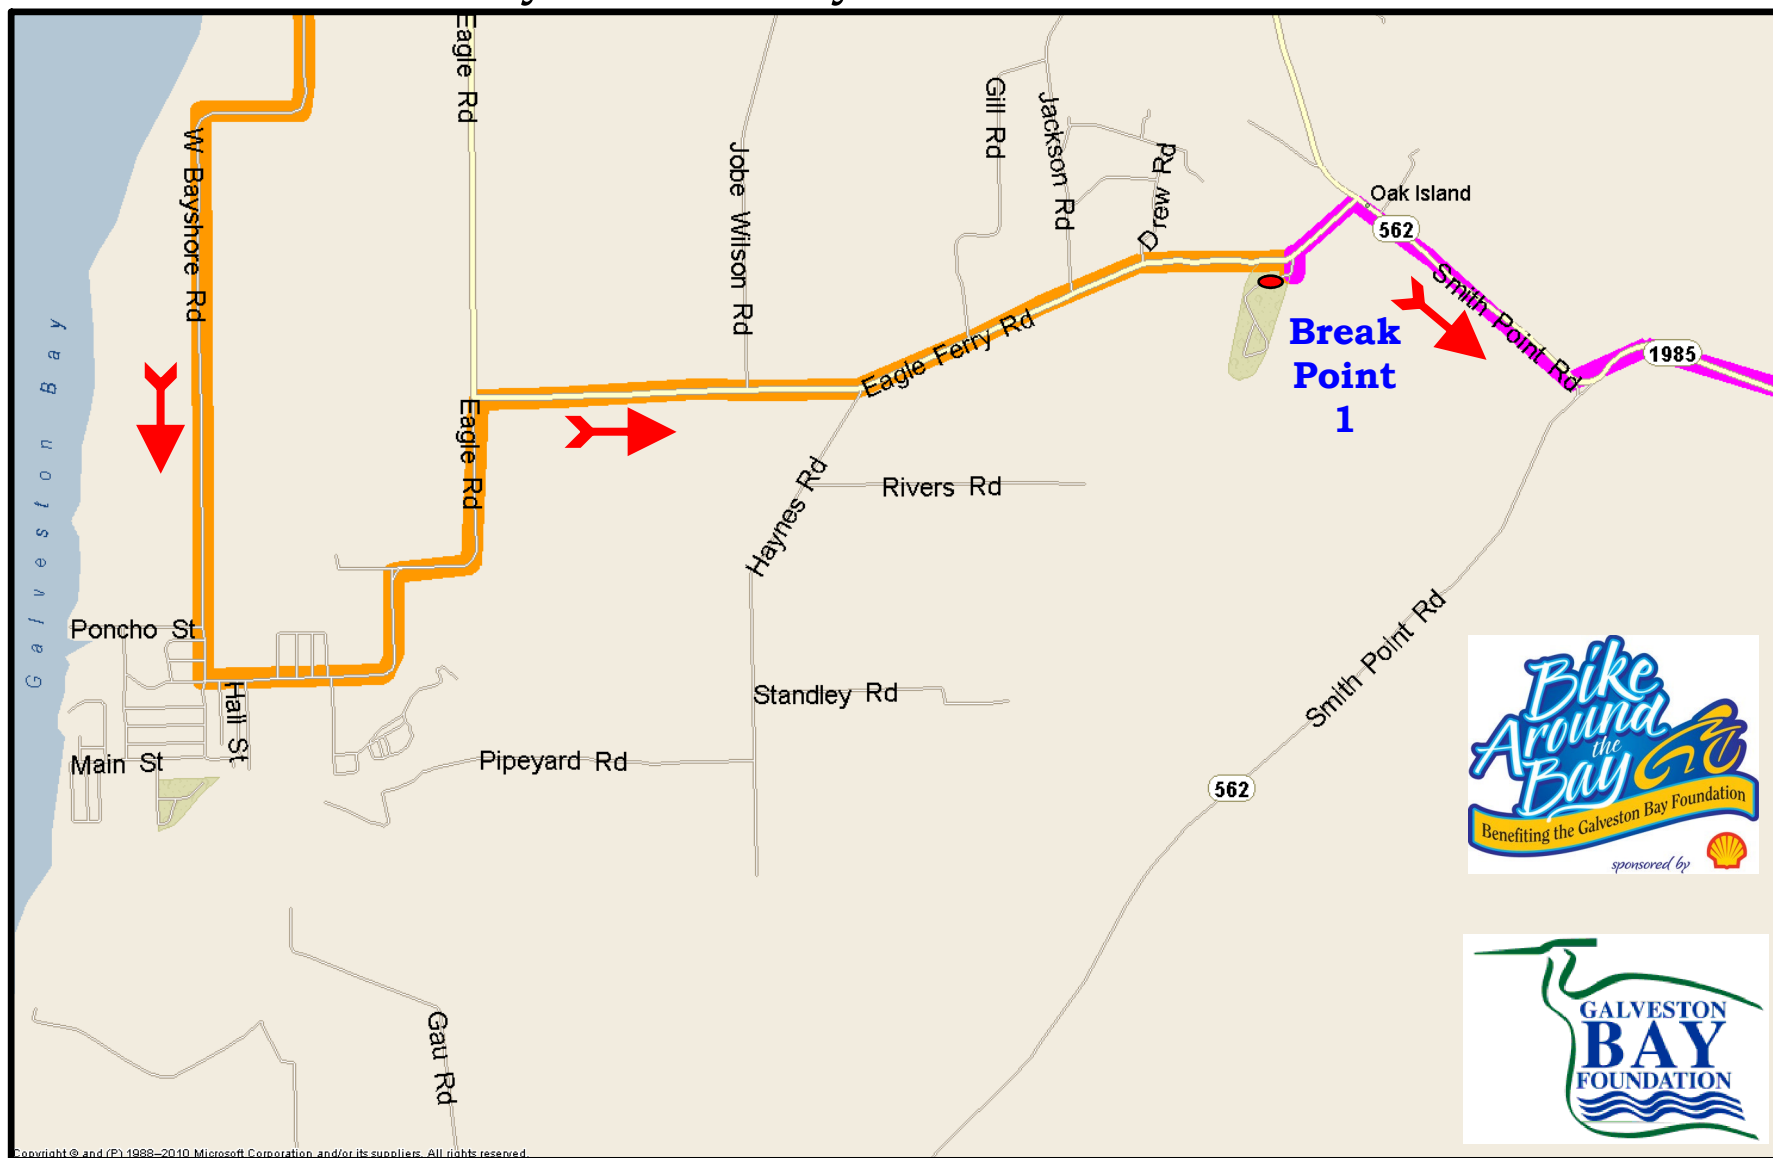 Eagle Rd
W Bayshore Rd
Jobe Wilson Rd
Gill Rd
Jackson Rd
Drew Rd
Oak Island
562
Smith Point Rd
1985
Break
Point
1
Eagle Ferry Rd
Eagle Rd
Galveston Bay
Haynes Rd
Rivers Rd
Poncho St
Hall St
Main St
Standley Rd
Pipeyard Rd
Smith Point Rd
562
Gau Rd
Bike
Around
the
Bay
Benefiting the Galveston Bay Foundation
sponsored by
GALVESTON
BAY
FOUNDATION
Copyright © and (P) 1988–2010 Microsoft Corporation and/or its suppliers. All rights reserved.